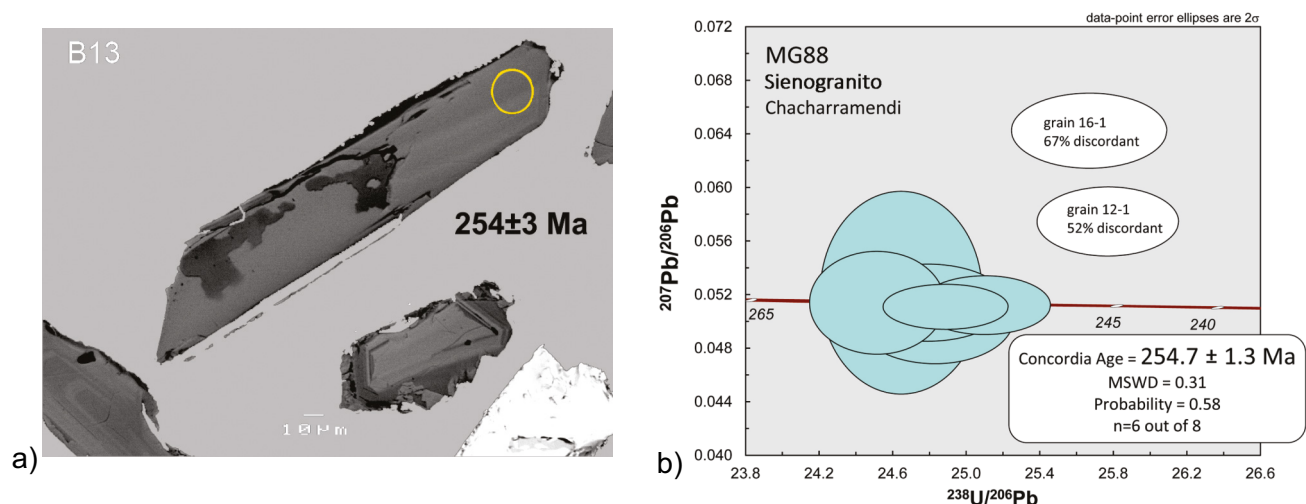 B13
254±3 Ma
10 µm
a)
data-point error ellipses are 2σ
0.072
0.068
0.064
0.060
0.056
0.052
0.048
0.044
0.040
207Pb/206Pb
MG88
Sienogranito
Chacharramendi
grain 16-1
67% discordant
grain 12-1
52% discordant
265
245
240
Concordia Age = 254.7 ± 1.3 Ma
MSWD = 0.31
Probability = 0.58
n=6 out of 8
23.8
24.2
24.6
25.0
25.4
25.8
26.2
26.6
238U/206Pb
b)